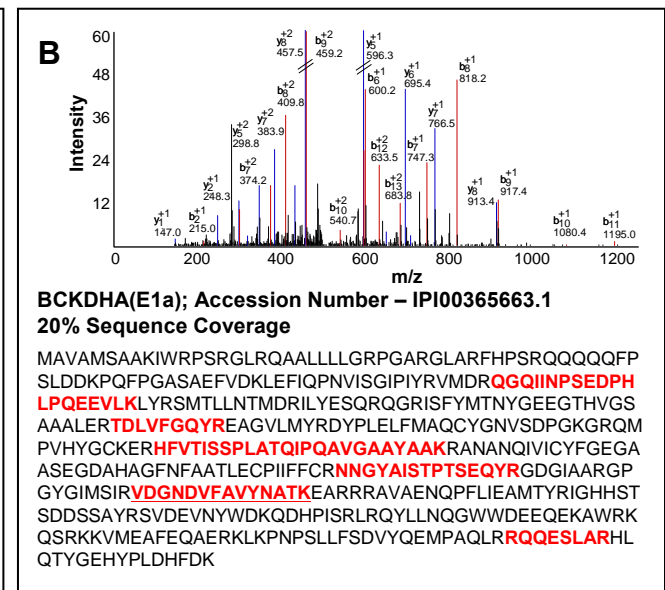 B
60
48
36
24
12
Intensity
y8+2
457.5
b9+2
459.2
y5+1
596.3
b6+1
600.2
y6+1
695.4
b8+1
818.2
b8+2
409.8
y7+2
383.9
y5+2
298.8
b7+2
374.2
y2+1
248.3
b2+1
215.0
y1+1
147.0
b10+2
540.7
b12+2
633.5
b13+2
683.8
b7+1
747.3
y7+1
766.5
y8+1
913.4
b9+1
917.4
b10+1
1080.4
b11+1
1195.0
0 200 400 600 800 1000 1200
m/z
BCKDHA(E1a); Accession Number – IPI00365663.1
20% Sequence Coverage
MAVAMSAAKIWRPSRGLRQAALLLLGRPGARGLARFHPSRQQQQQFP
SLDDKPQFPGASAEFVDKLEFIQPNVISGIPIYRVMDRQGQIINPSEDPH
LPQEEVLKLYRSMTLLNTMDRILYESQRQGRISFYMTNYGEEGTHVGS
AAALERTDLVFGQYREAGVLMYRDYPLELFMAQCYGNVSDPGKGRQM
PVHYGCKERHFVTISSPLATQIPQAVGAAYAAKRANANQIVICYFGEGA
ASEGDAHAGFNFAATLECPIIFFCRNNGYAISTPTSEQYRGDGIAARGP
GYGIMSIRVDGNDVFAVYNATKEARRRAVAENQPFLIEAMTYRIGHHST
SDDSSAYRSVDEVNYWDKQDHPISRLRQYLLNQGWWDEEQEKAWRK
QSRKKVMEAFEQAERKLKPNPSLLFSDVYQEMPAQLRRQQESLARHL
QTYGEHYPLDHFDK